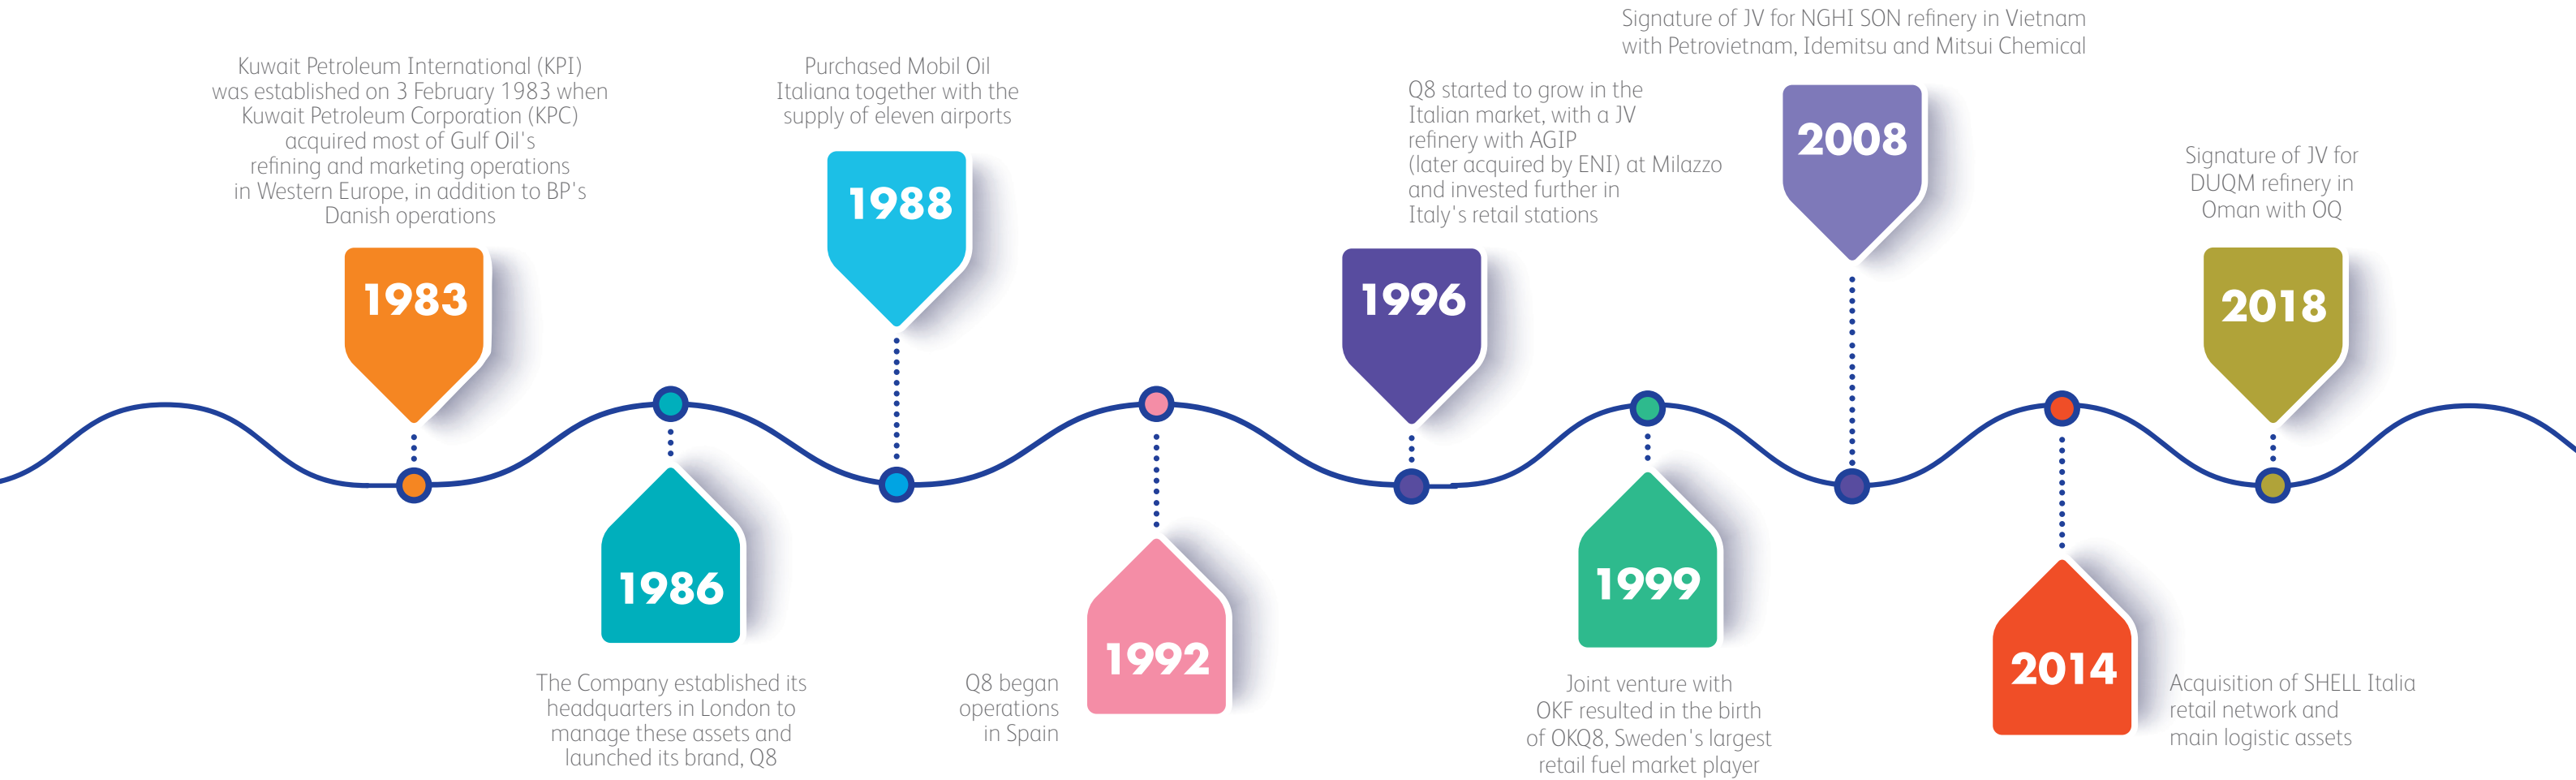 Kuwait Petroleum International (KPI)
was established on 3 February 1983 when
Kuwait Petroleum Corporation (KPC)
acquired most of Gulf Oil's
refining and marketing operations
in Western Europe, in addition to BP's
Danish operations
1983
The Company established its
headquarters in London to
manage these assets and
launched its brand, Q8
1986
Purchased Mobil Oil
Italiana together with the
supply of eleven airports
1988
Q8 began
operations
in Spain
1992
Q8 started to grow in the
Italian market, with a JV
refinery with AGIP
(later acquired by ENI) at Milazzo
and invested further in
Italy's retail stations
1996
Joint venture with
OKF resulted in the birth
of OKQ8, Sweden's largest
retail fuel market player
1999
Signature of JV for NGHI SON refinery in Vietnam
with Petrovietnam, Idemitsu and Mitsui Chemical
2008
Acquisition of SHELL Italia
retail network and
main logistic assets
2014
Signature of JV for
DUQM refinery in
Oman with OQ
2018